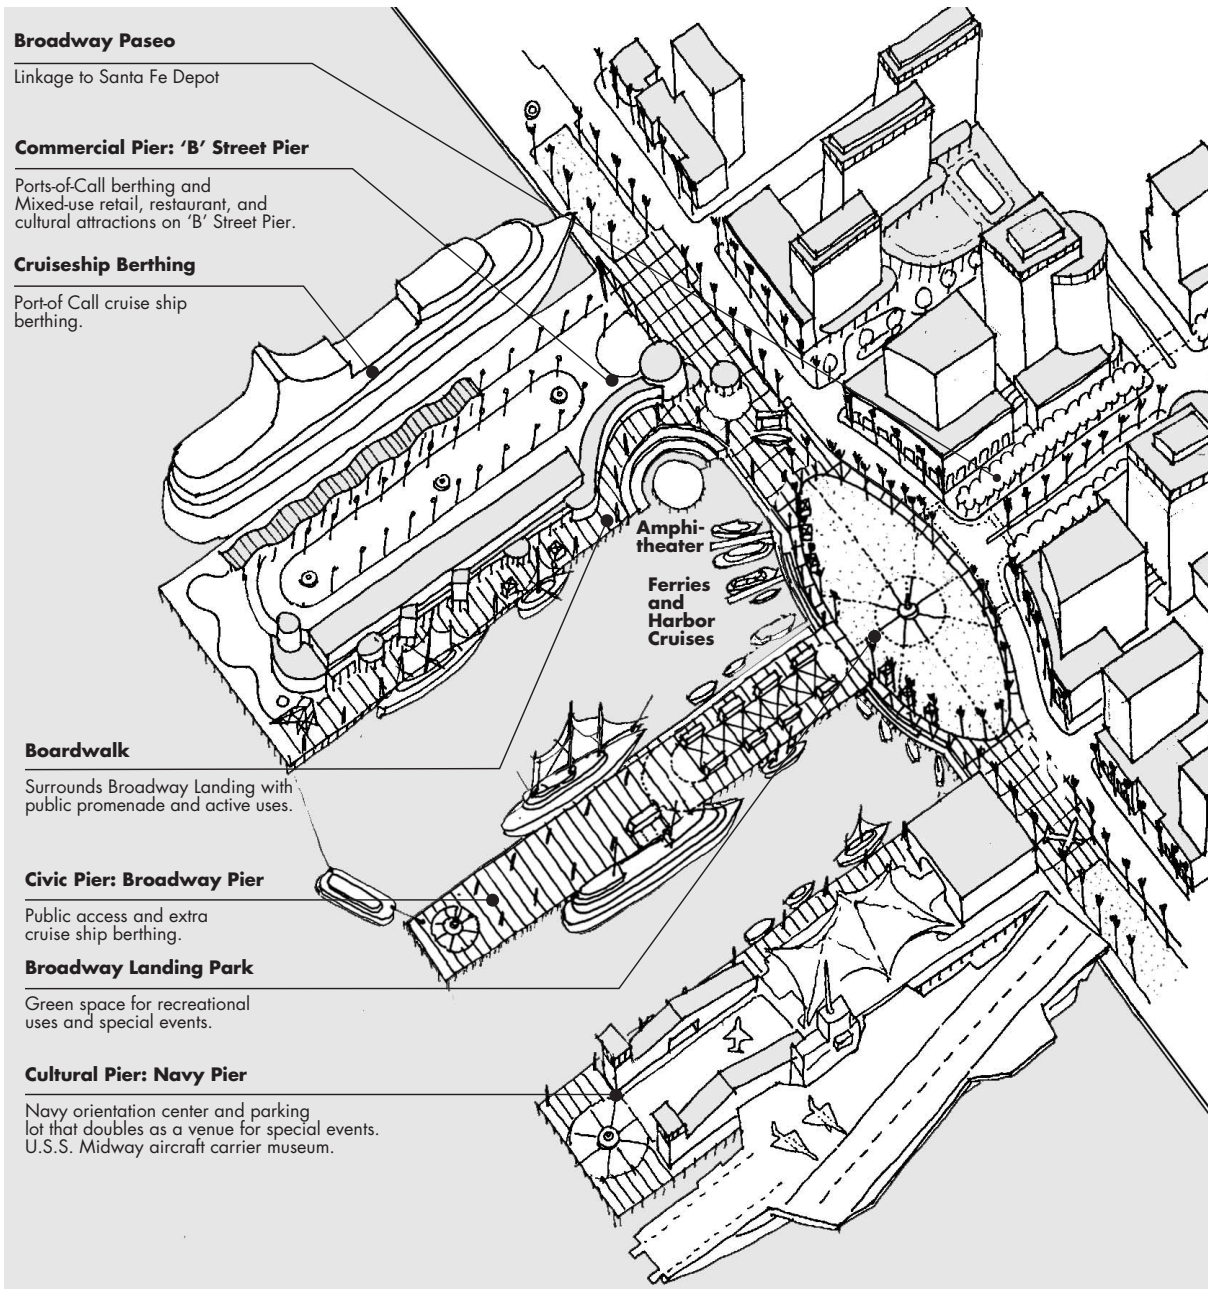 Broadway Paseo
Linkage to Santa Fe Depot
Commercial Pier: ‘B’ Street Pier
Ports-of-Call berthing and
Mixed-use retail, restaurant, and
cultural attractions on ‘B’ Street Pier.
Cruiseship Berthing
Port-of Call cruise ship
berthing.
Amphi-
theater
Ferries
and
Harbor
Cruises
Boardwalk
Surrounds Broadway Landing with
public promenade and active uses.
Civic Pier: Broadway Pier
Public access and extra
cruise ship berthing.
Broadway Landing Park
Green space for recreational
uses and special events.
Cultural Pier: Navy Pier
Navy orientation center and parking
lot that doubles as a venue for special events.
U.S.S. Midway aircraft carrier museum.